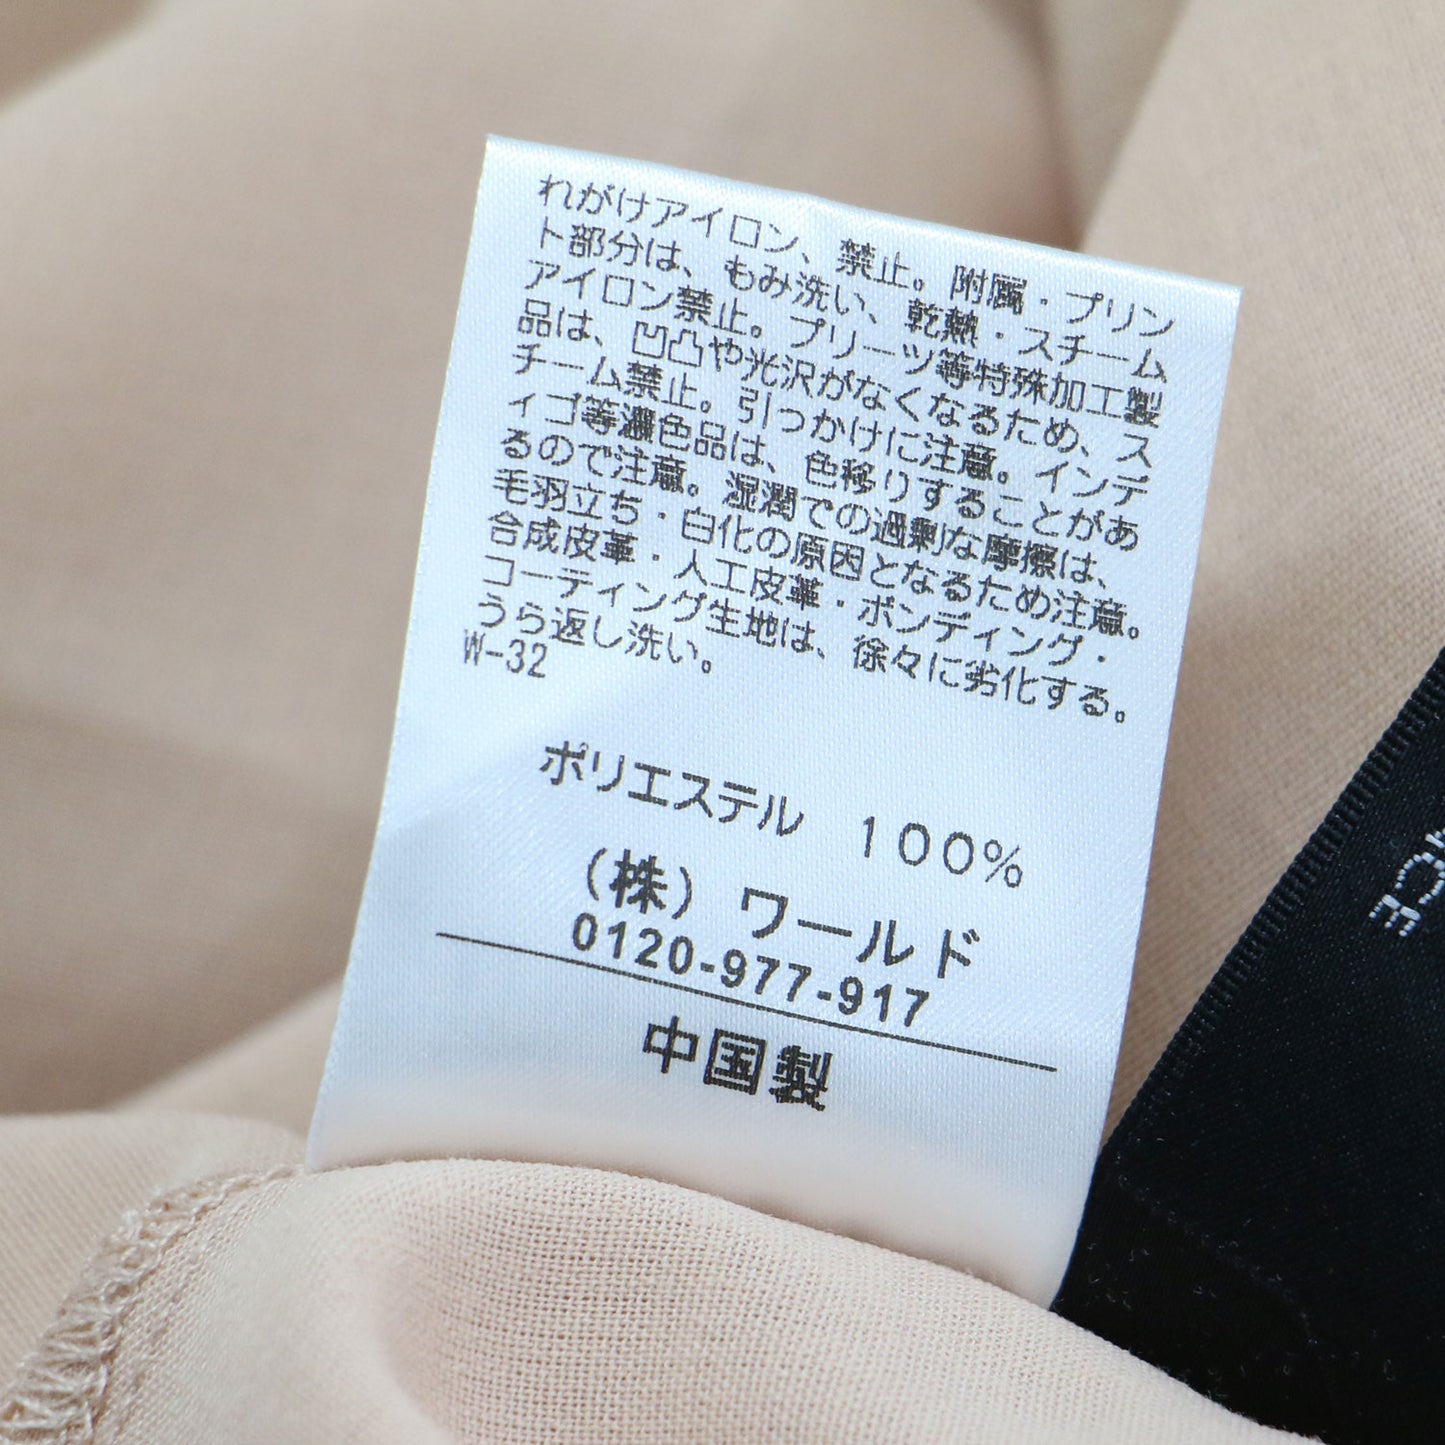 れがけアイロン、禁止。附属・プリン
ト部分は、もみ洗い、乾熱・スチーム
アイロン禁止。プリーツ等特殊加工製
品は、凹凸や光沢がなくなるため、ス
チーム禁止。引っかけに注意。インデ
ィゴ等濃色品は、色移りすることがあ
るので注意。湿潤での過剰な摩擦は、
毛羽立ち・白化の原因となるため注意。
合成皮革・人工皮革・ボンディング・
コーティング生地は、徐々に劣化する。
うら返し洗い。
W-32
ポリエステル 100%
(株) ワールド
0120-977-917
中国製